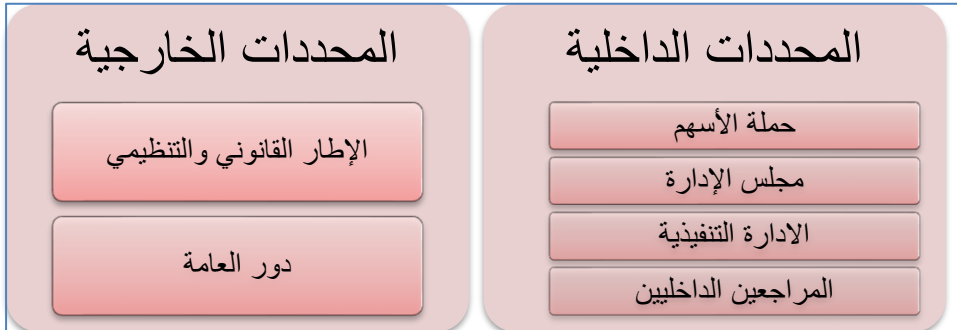 المحددات الداخلية
حملة الأسهم
مجلس الإدارة
الادارة التنفيذية
المراجعين الداخليين
المحددات الخارجية
الإطار القانوني والتنظيمي
دور العامة